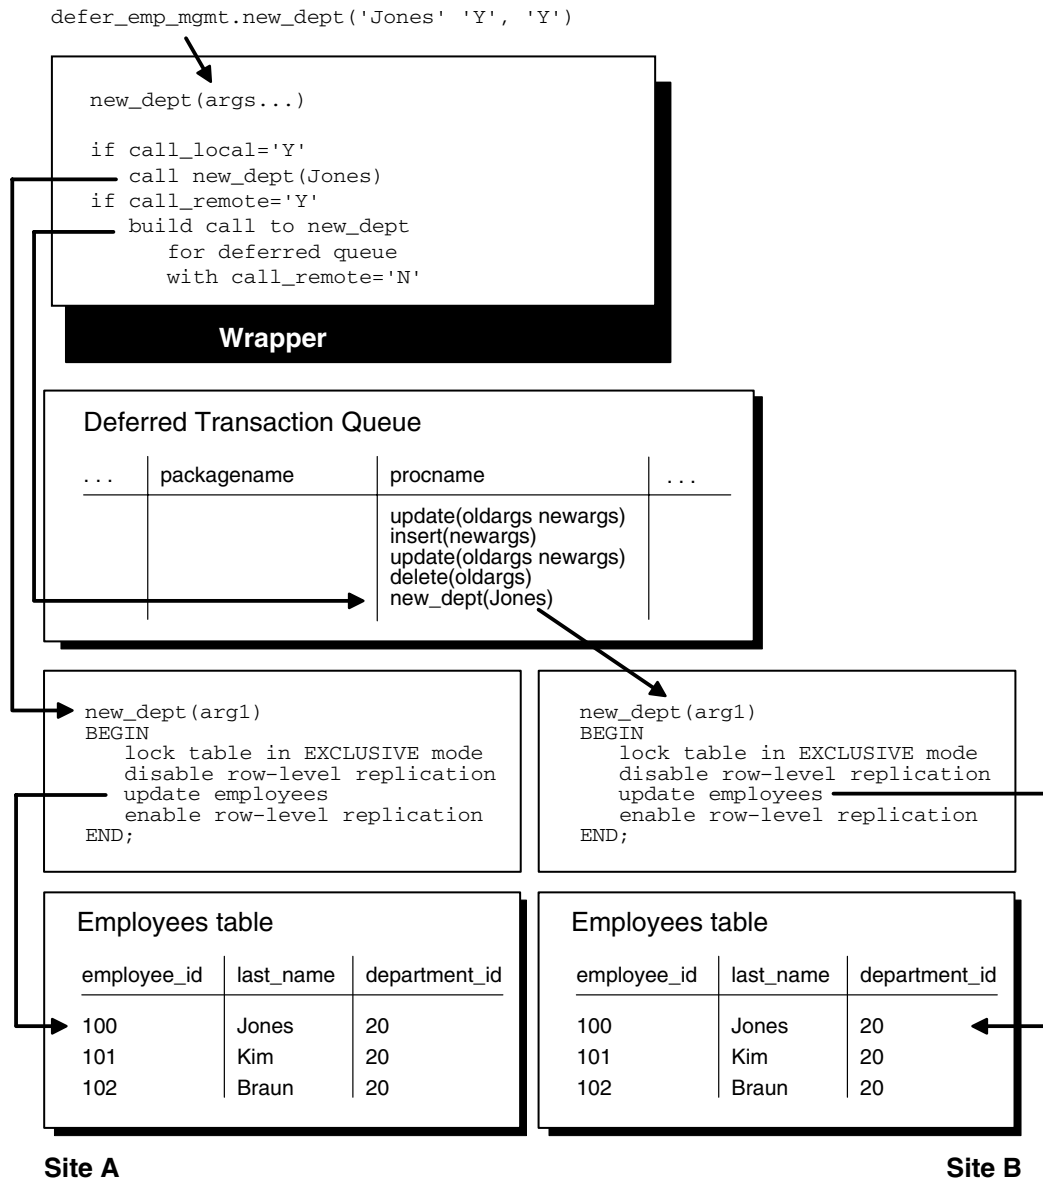 defer_emp_mgmt.new_dept('Jones' 'Y', 'Y')
new_dept(args...)
if call_local='Y'
call new_dept(Jones)
if call_remote='Y'
build call to new_dept
for deferred queue
with call_remote='N'
Wrapper
Deferred Transaction Queue
. . . packagename procname . . .
update(oldargs newargs)
insert(newargs)
update(oldargs newargs)
delete(oldargs)
new_dept(Jones)
new_dept(arg1)
BEGIN
lock table in EXCLUSIVE mode
disable row-level replication
update employees
enable row-level replication
END;
new_dept(arg1)
BEGIN
lock table in EXCLUSIVE mode
disable row-level replication
update employees
enable row-level replication
END;
Employees table
employee_id last_name department_id
100 Jones 20
101 Kim 20
102 Braun 20
Employees table
employee_id last_name department_id
100 Jones 20
101 Kim 20
102 Braun 20
Site A
Site B